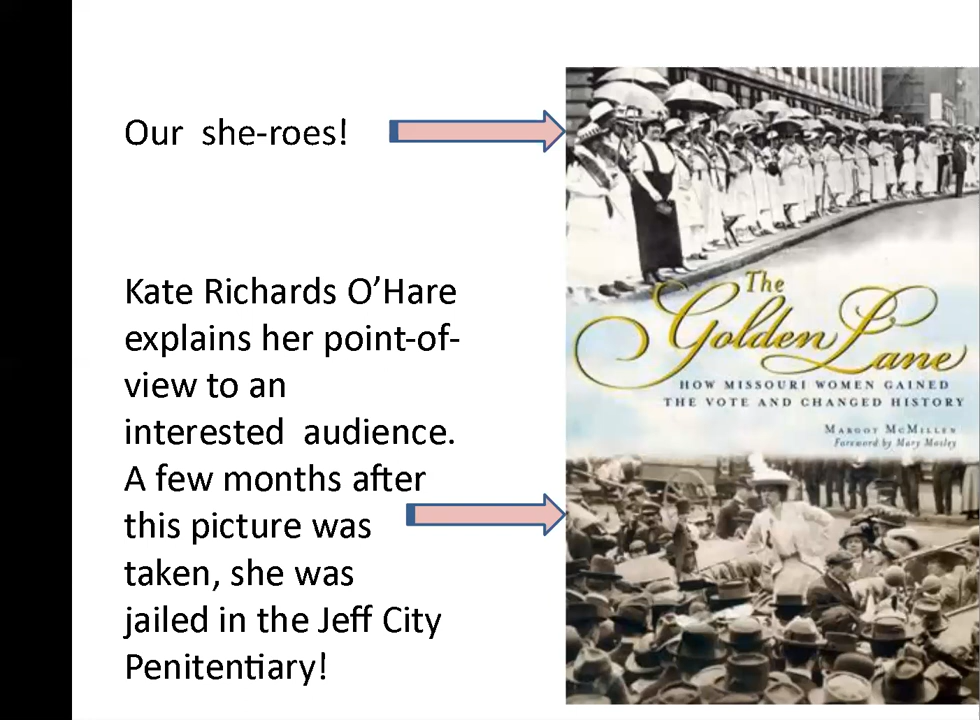 Our  she-roes!
Kate Richards O’Hare
explains her point-of-
view to an
interested  audience.
A few months after
this picture was
taken, she was
jailed in the Jeff City
Penitentiary!
The
Golden Lane
HOW MISSOURI WOMEN GAINED
THE VOTE AND CHANGED HISTORY
MARGOT MCMILLEN
Foreword by Mary Mosley